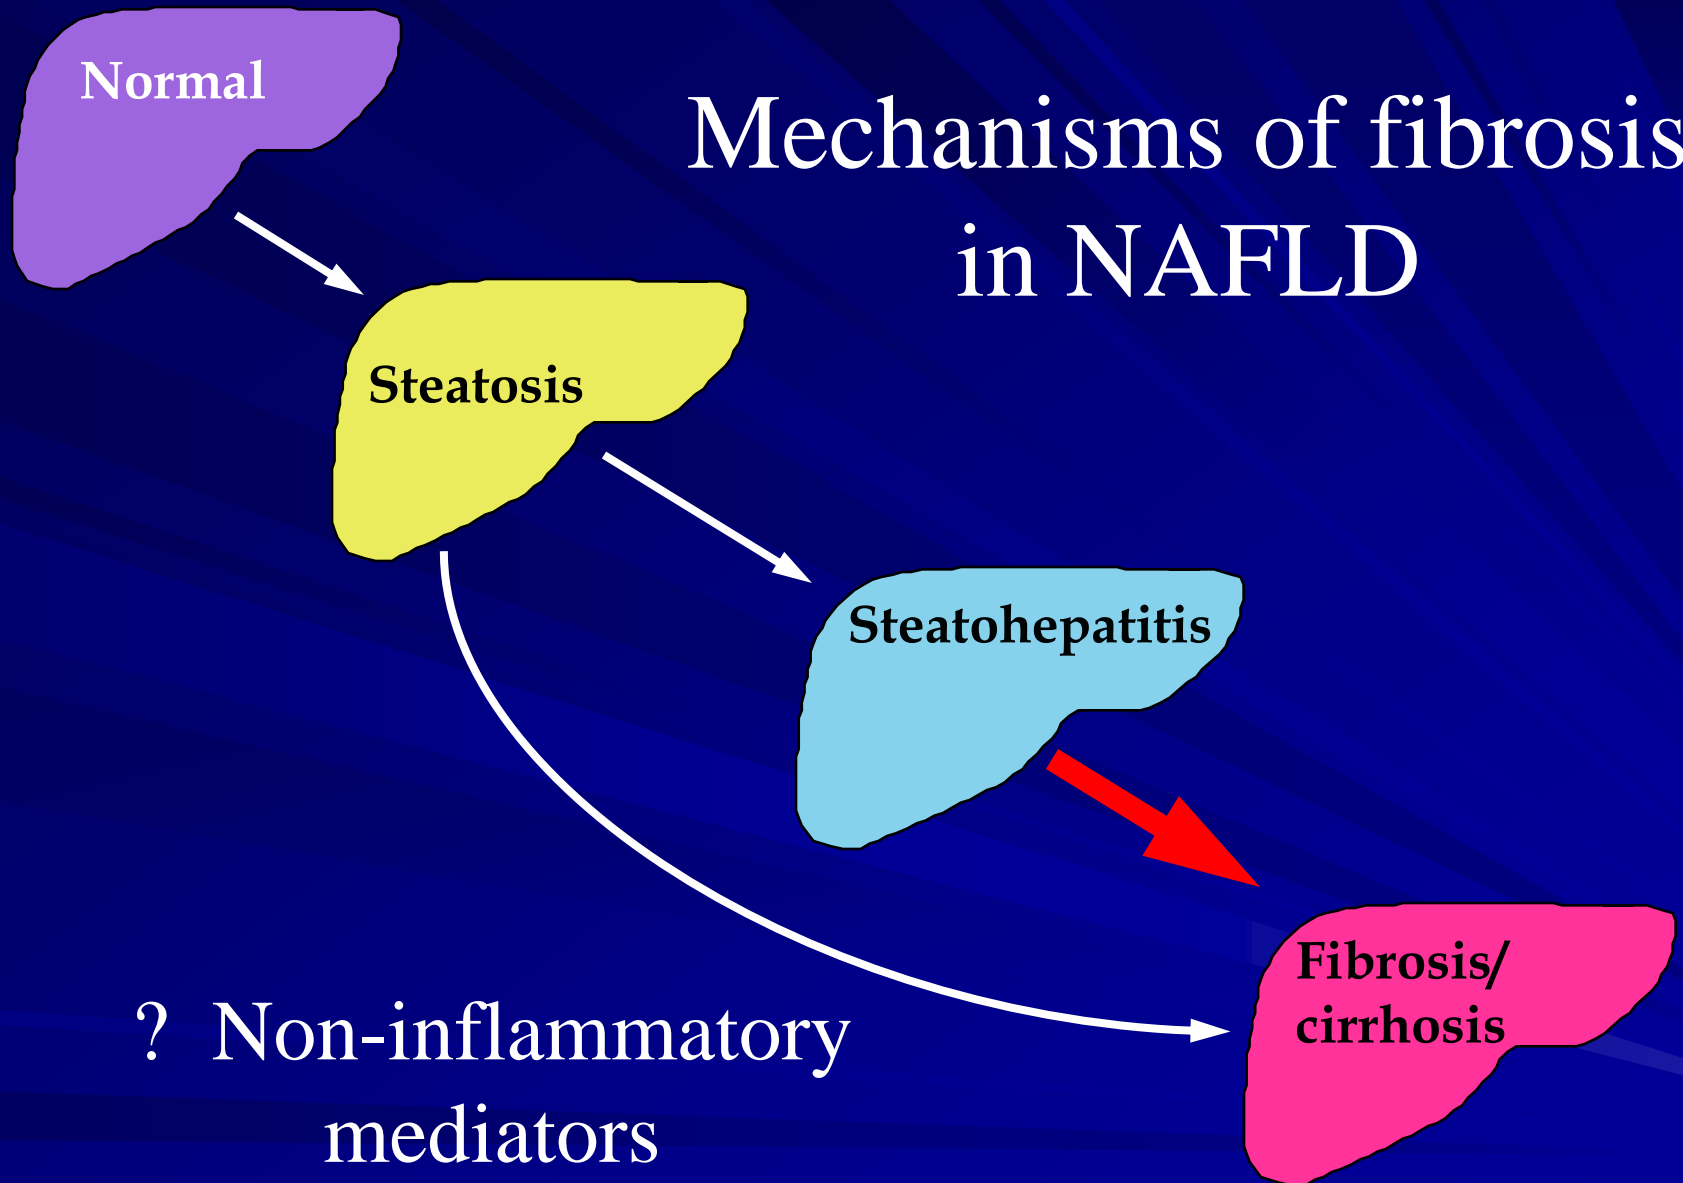 Normal
Mechanisms of fibrosis
in NAFLD
Steatosis
Steatohepatitis
Fibrosis/
cirrhosis
? Non-inflammatory
mediators